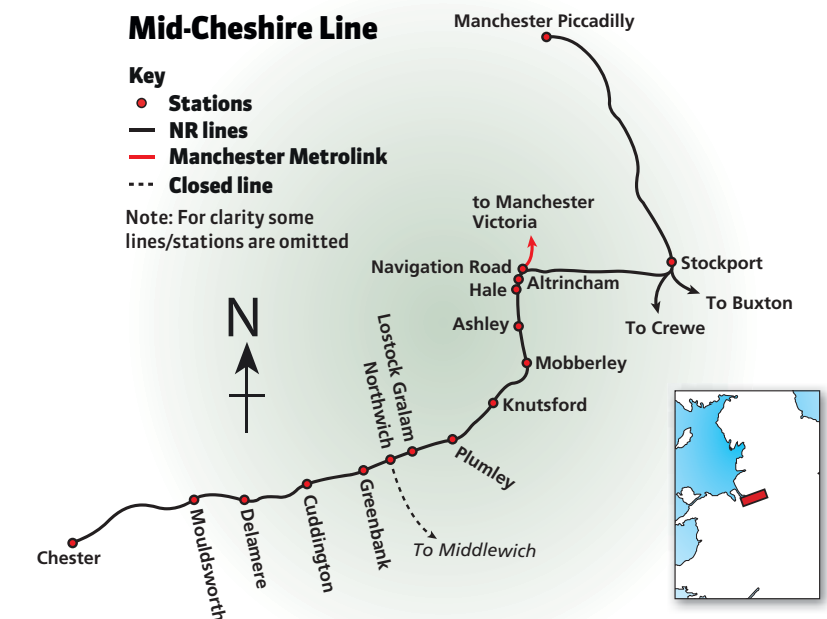 Mid-Cheshire Line
Key
Stations
NR lines
Manchester Metrolink
Closed line
Note: For clarity some
lines/stations are omitted
Manchester Piccadilly
to Manchester
Victoria
Navigation Road
Stockport
Altrincham
Hale
To Buxton
To Crewe
Ashley
N
Mobberley
Lostock Gralam
Northwich
Knutsford
Plumley
Greenbank
Cuddington
Delamere
Mouldsworth
To Middlewich
Chester